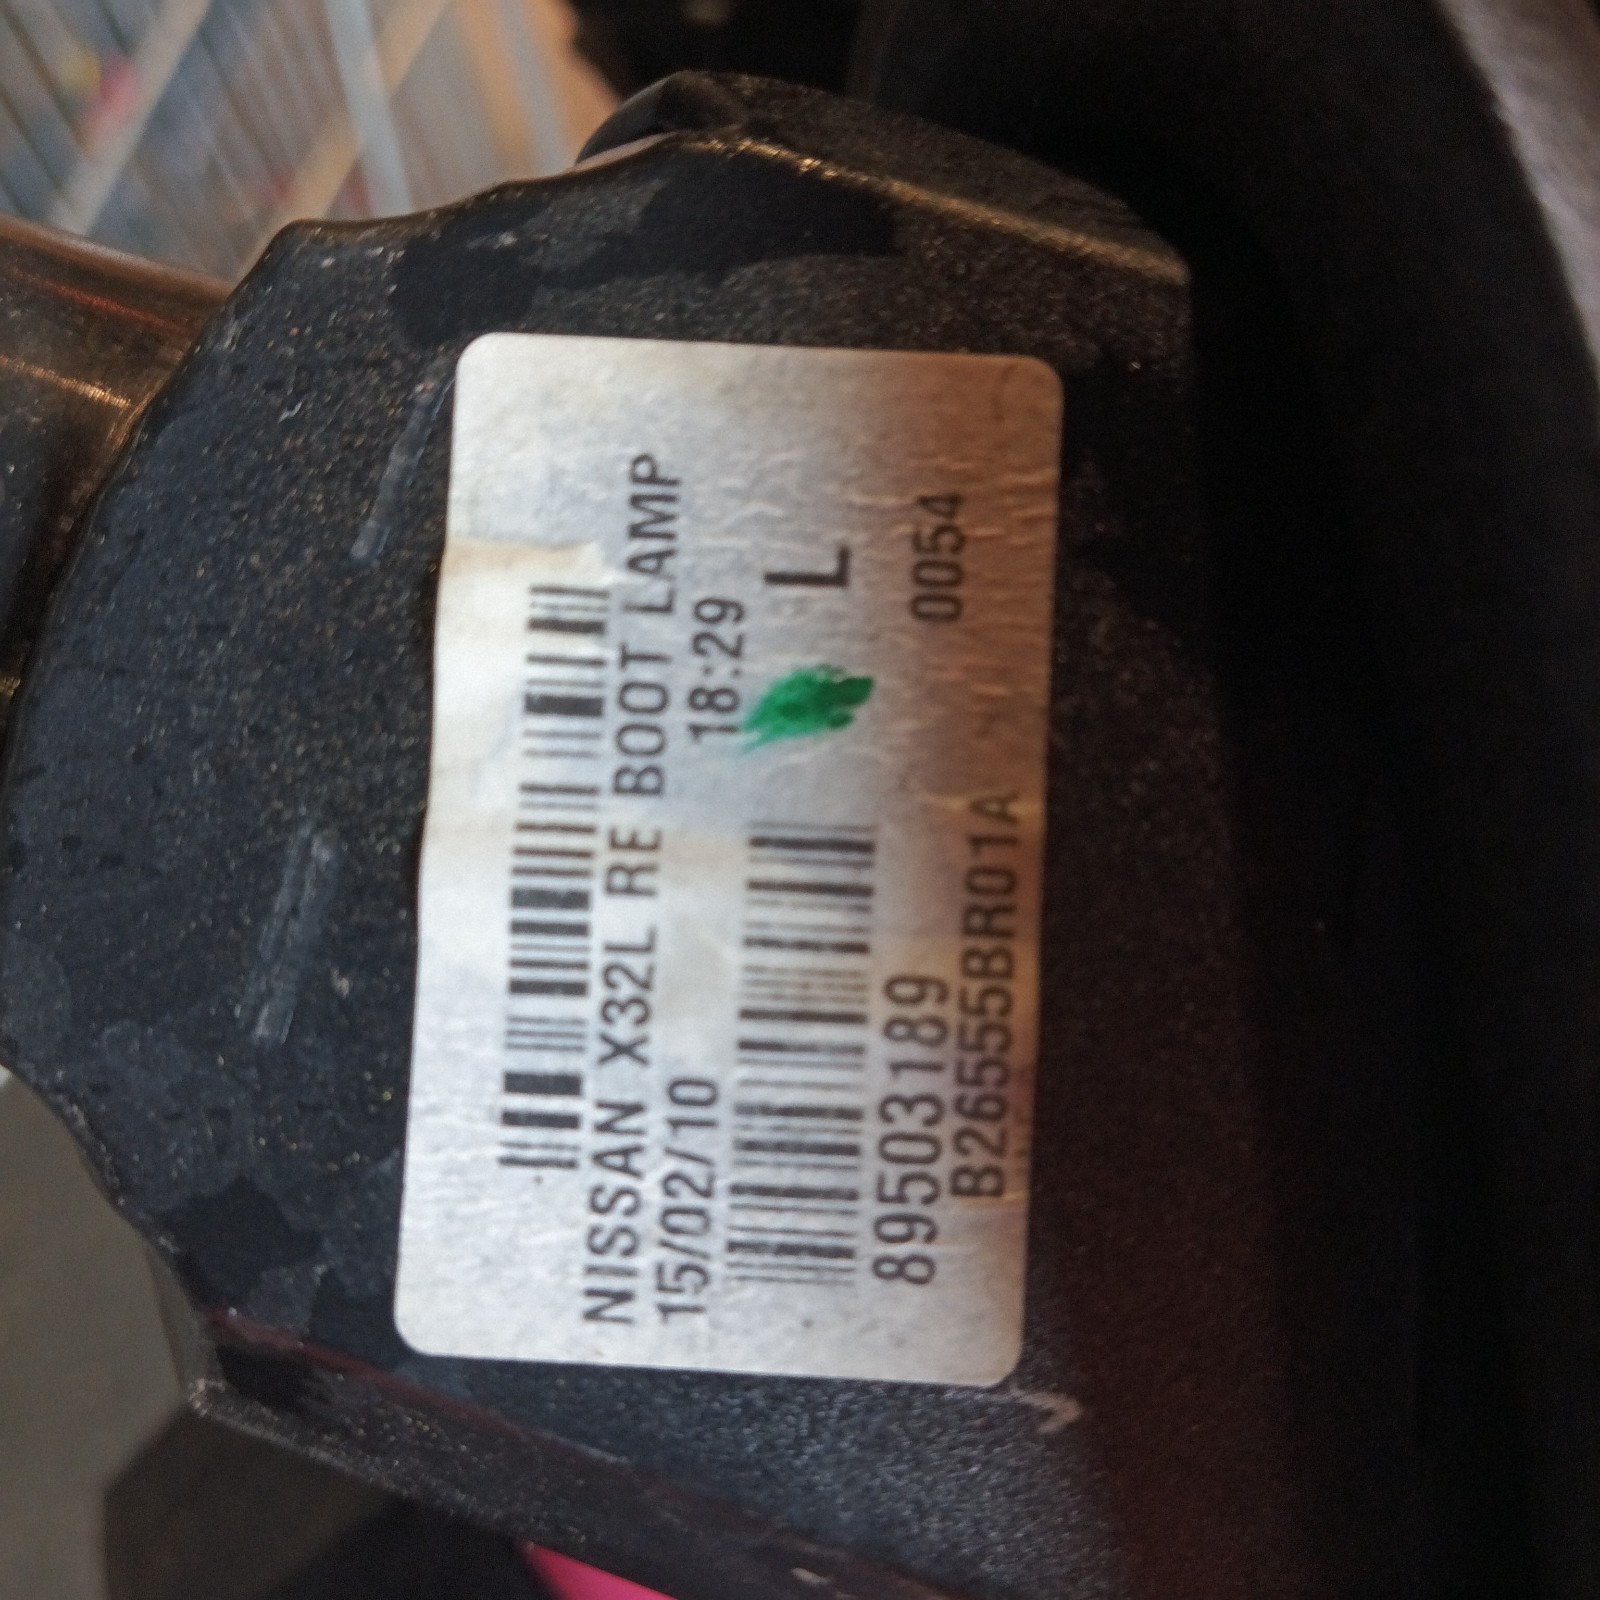 NISSAN X32L RE BOOT LAMP
15/02/10 18:29
L
89503189 0054
B26555BR01A